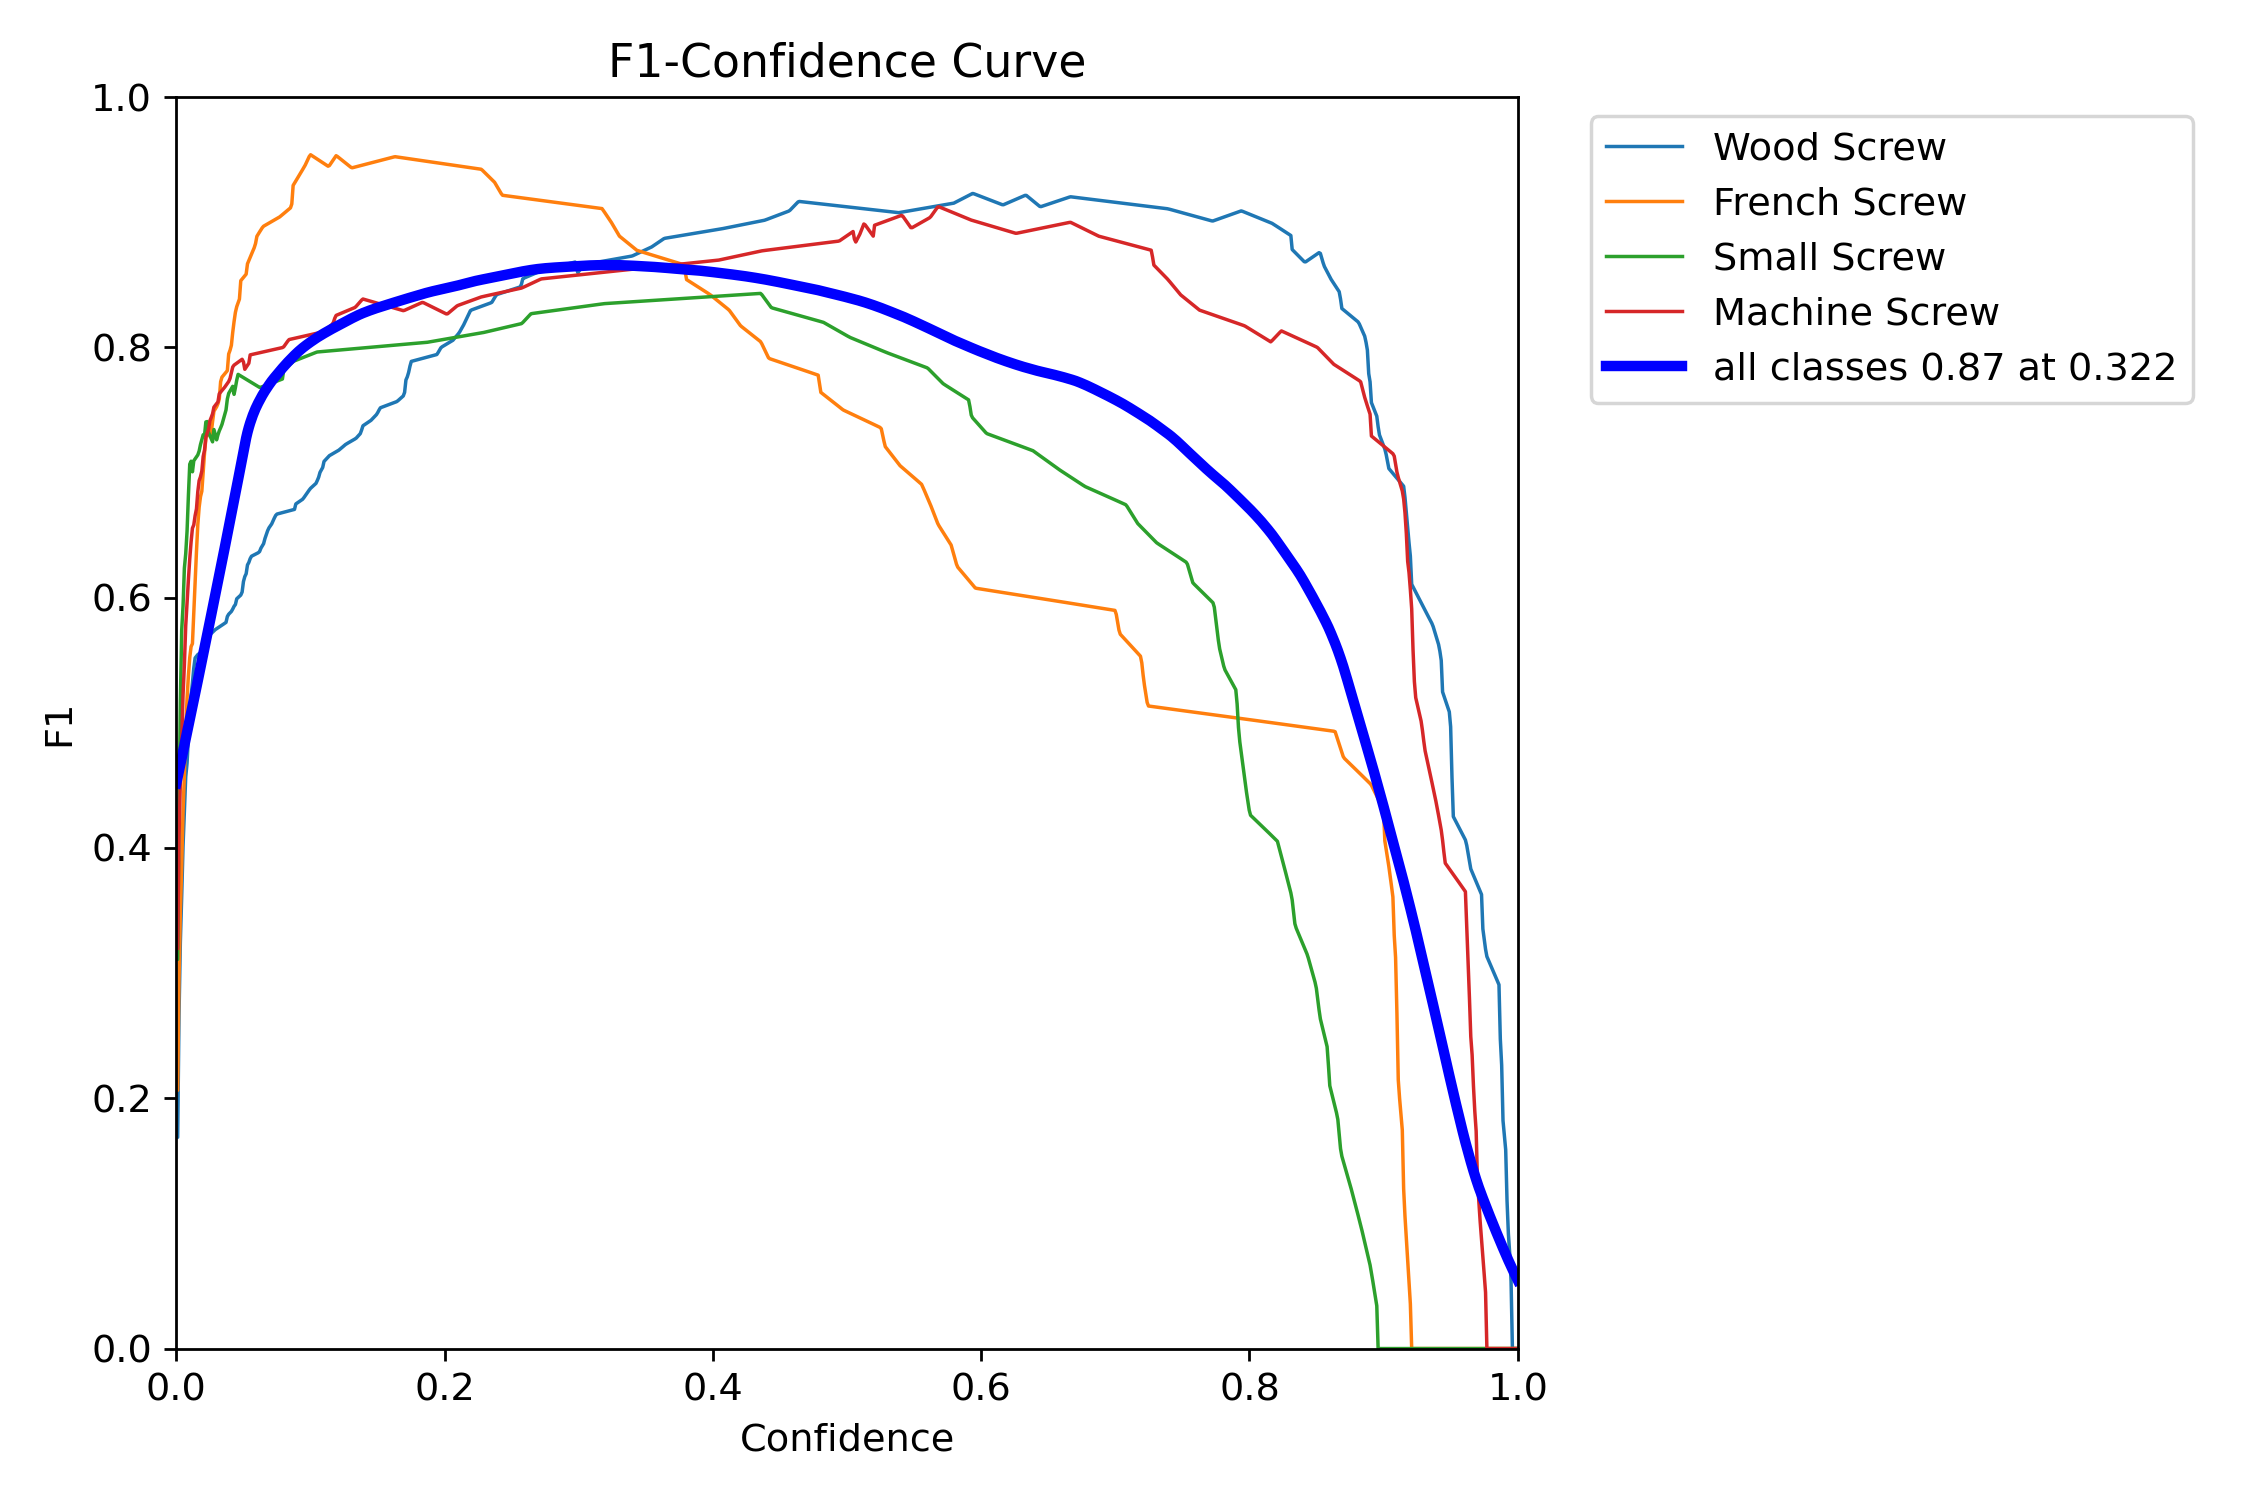 F1-Confidence Curve
1.0
0.8
0.6
0.4
0.2
0.0
F1
0.0 0.2 0.4 0.6 0.8 1.0
Confidence
Wood Screw
French Screw
Small Screw
Machine Screw
all classes 0.87 at 0.322